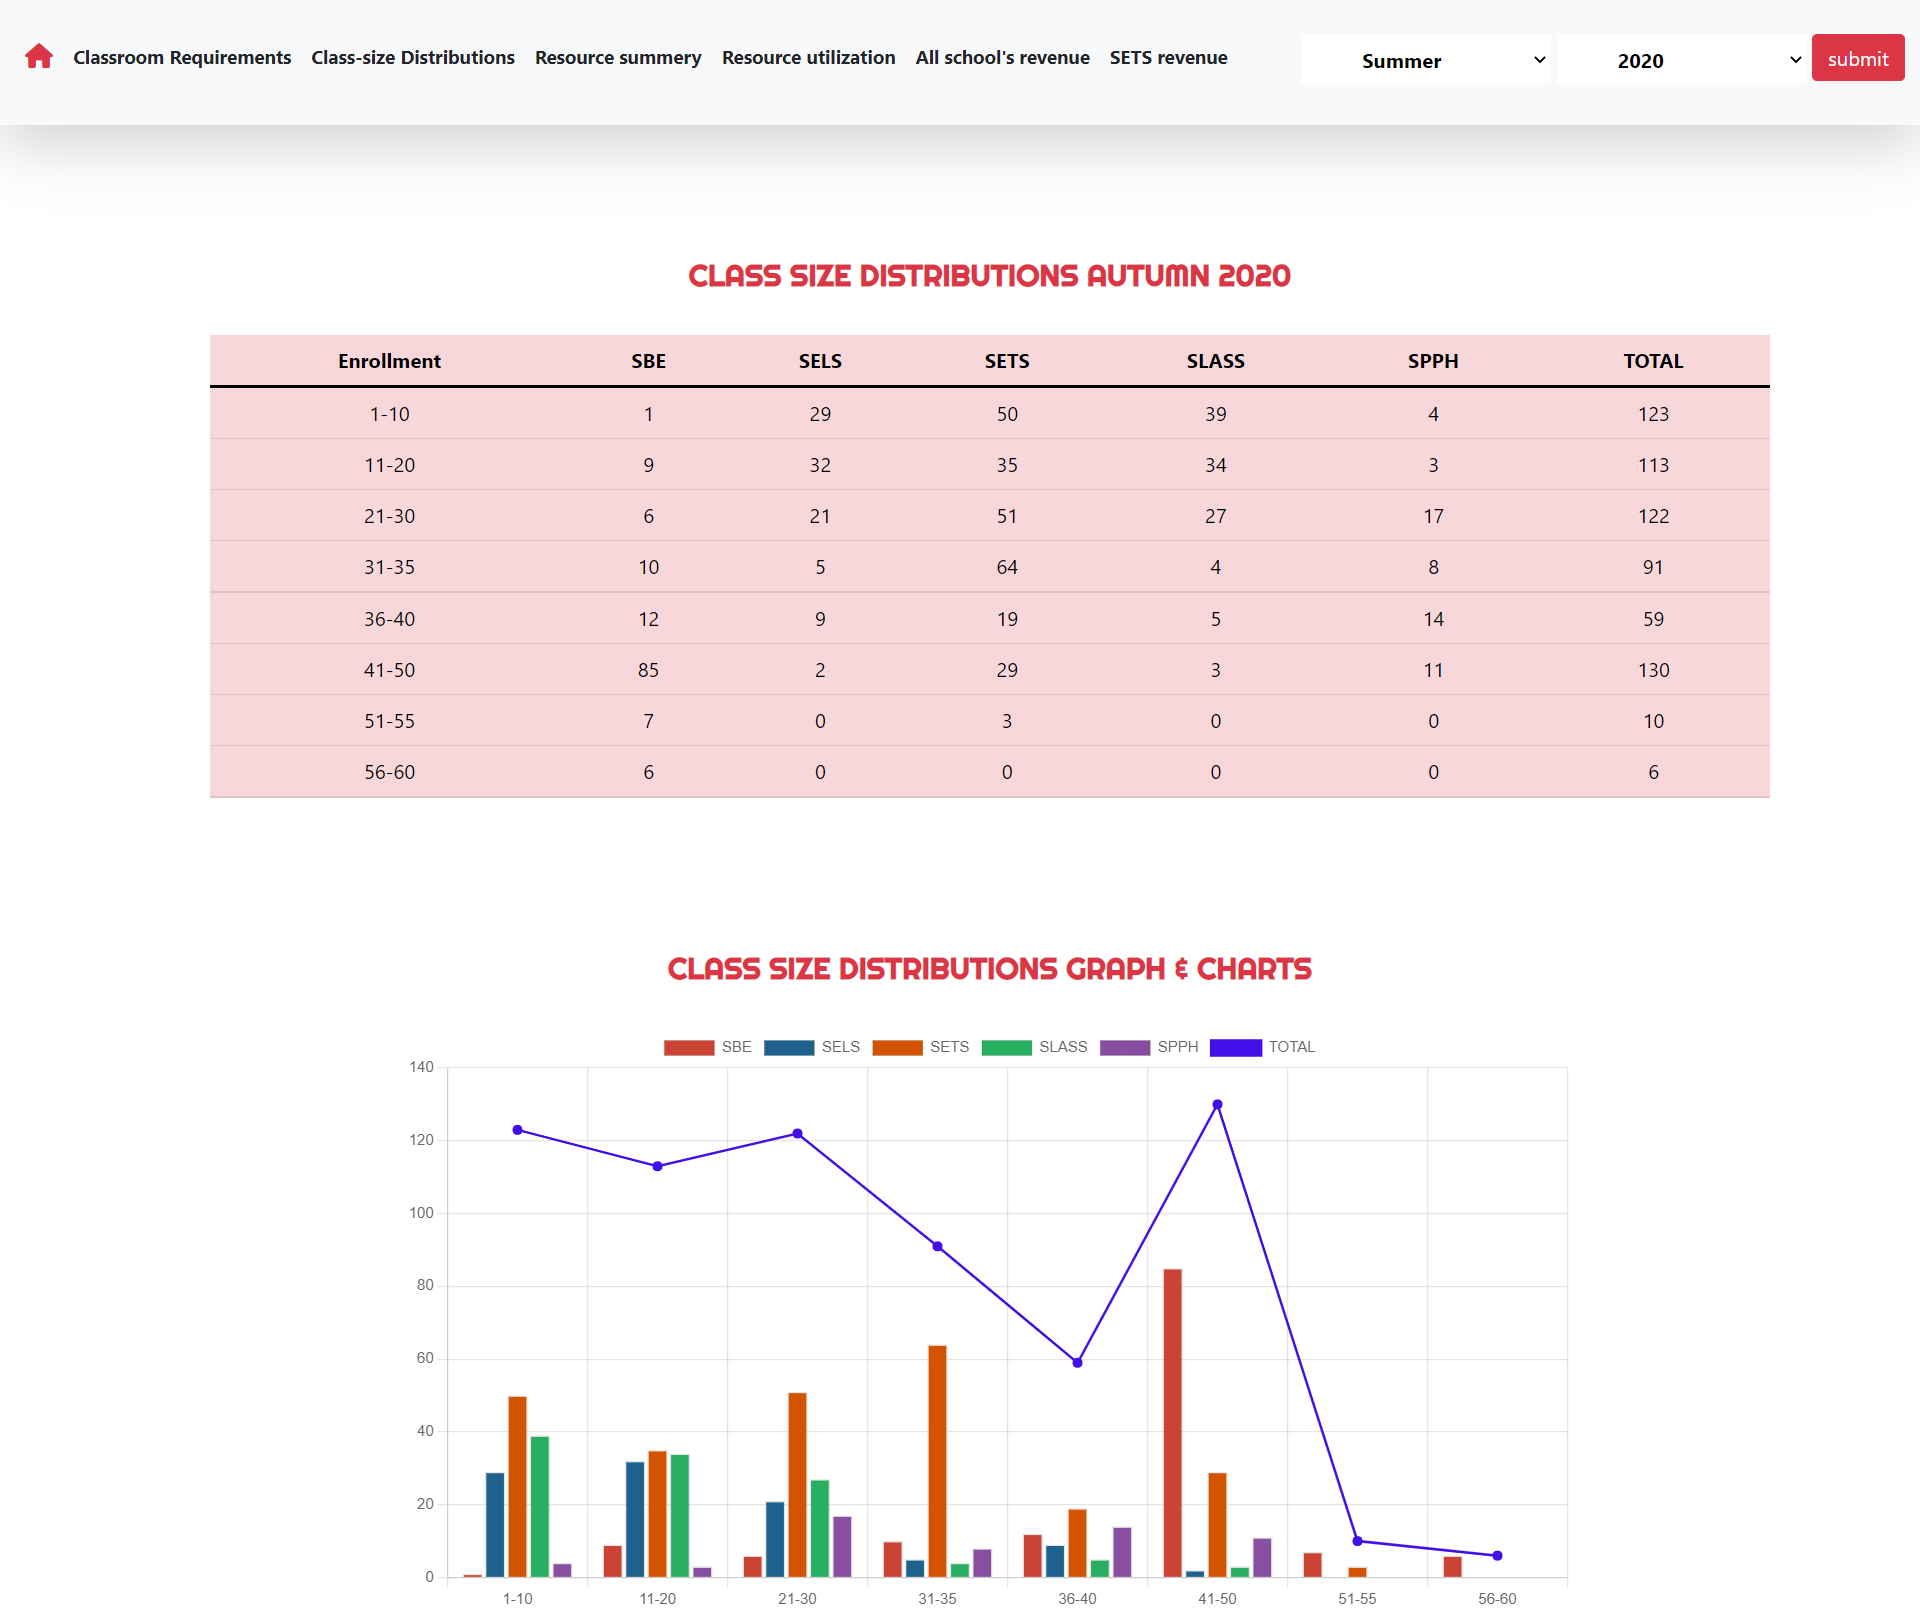 Classroom Requirements Class-size Distributions Resource summery Resource utilization All school's revenue SETS revenue Summer 2020 submit
CLASS SIZE DISTRIBUTIONS AUTUMN 2020
Enrollment SBE SELS SETS SLASS SPPH TOTAL
1-10 1 29 50 39 4 123
11-20 9 32 35 34 3 113
21-30 6 21 51 27 17 122
31-35 10 5 64 4 8 91
36-40 12 9 19 5 14 59
41-50 85 2 29 3 11 130
51-55 7 0 3 0 0 10
56-60 6 0 0 0 0 6
CLASS SIZE DISTRIBUTIONS GRAPH & CHARTS
SBE SELS SETS SLASS SPPH TOTAL
140
120
100
80
60
40
20
0
1-10 11-20 21-30 31-35 36-40 41-50 51-55 56-60